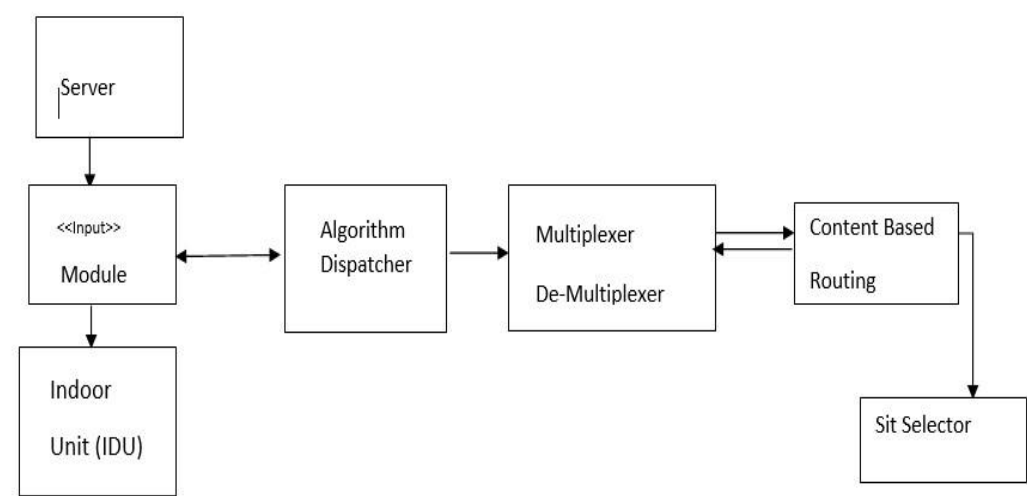 Server
<<Input>>
Module
Algorithm
Dispatcher
Multiplexer
De-Multiplexer
Content Based
Routing
Indoor
Unit (IDU)
Sit Selector